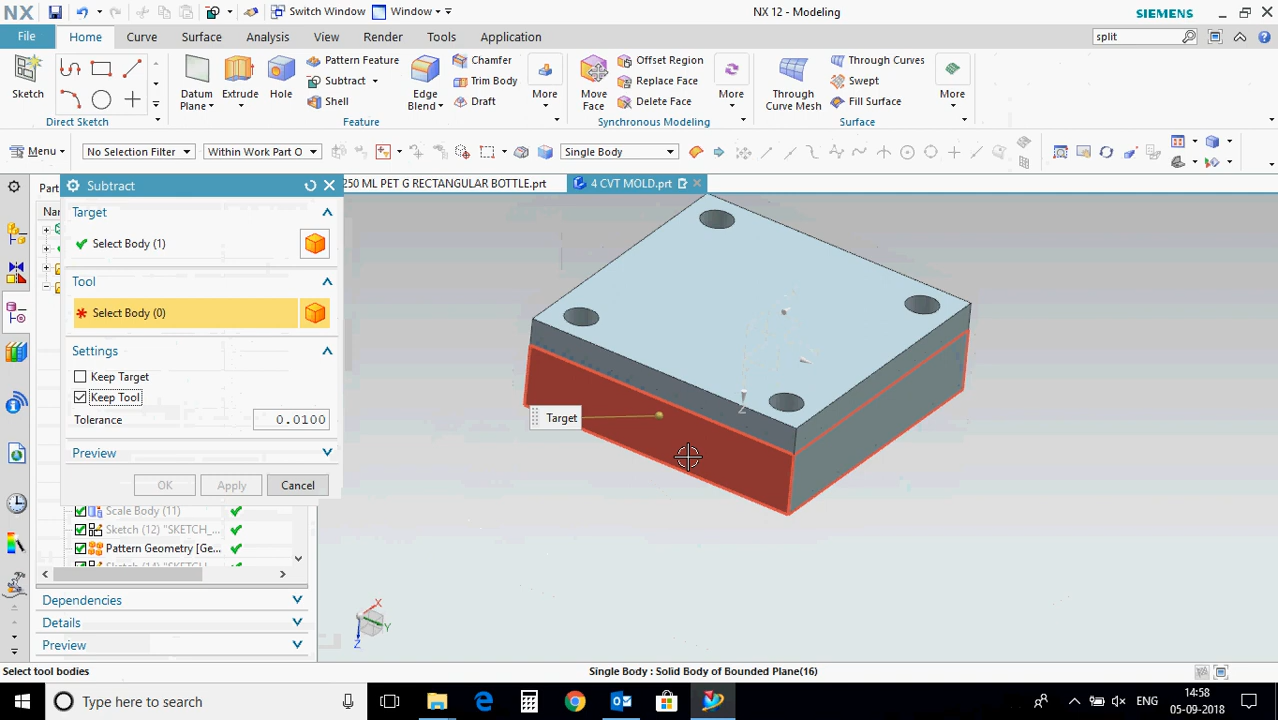 NX Switch Window Window NX 12 - Modeling SIEMENS
File Home Curve Surface Analysis View Render Tools Application split
Sketch
Direct Sketch
Datum Plane Extrude Hole Pattern Feature Subtract Shell Edge Blend Chamfer Trim Body Draft More
Feature
Move Face Offset Region Replace Face Delete Face More
Synchronous Modeling
Through Curve Mesh Through Curves Swept Fill Surface More
Surface
Menu No Selection Filter Within Work Part O Single Body
Part
Subtract
250 ML PET G RECTANGULAR BOTTLE.prt 4 CVT MOLD.prt
Target
Select Body (1)
Tool
Select Body (0)
Settings
Keep Target
Keep Tool
Tolerance 0.0100
Preview
OK Apply Cancel
Target
Z
Scale Body (11)
Sketch (12) "SKETCH_...
Pattern Geometry [Ge...
Dependencies
Details
Preview
X
Y
Z
Select tool bodies Single Body : Solid Body of Bounded Plane(16)
Type here to search ENG 14:58
05-09-2018